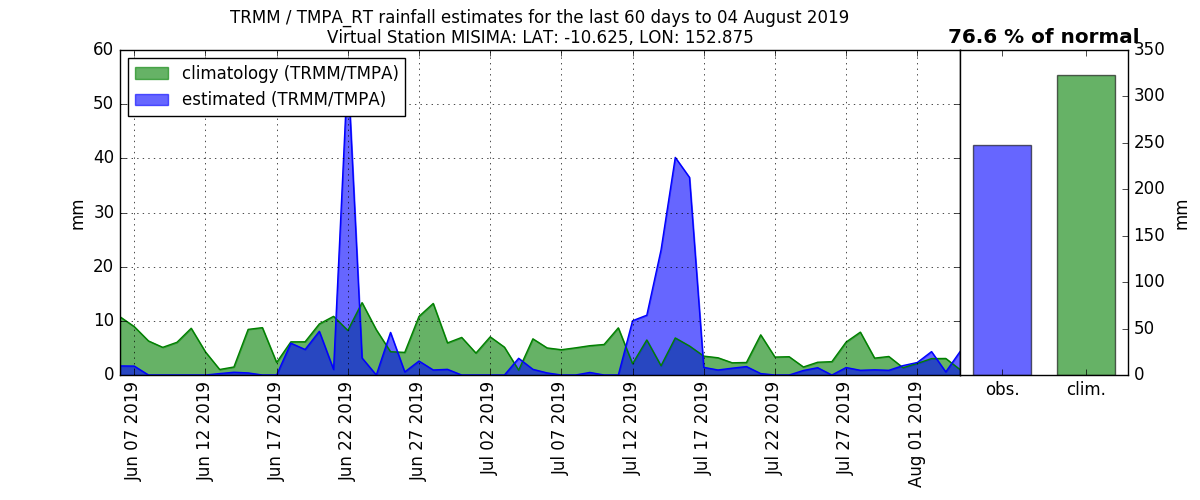 TRMM / TMPA_RT rainfall estimates for the last 60 days to 04 August 2019
Virtual Station MISIMA: LAT: -10.625, LON: 152.875
76.6 % of normal
climatology (TRMM/TMPA)
estimated (TRMM/TMPA)
60
50
40
30
20
10
0
mm
350
300
250
200
150
100
50
0
mm
Jun 07 2019
Jun 12 2019
Jun 17 2019
Jun 22 2019
Jun 27 2019
Jul 02 2019
Jul 07 2019
Jul 12 2019
Jul 17 2019
Jul 22 2019
Jul 27 2019
Aug 01 2019
obs.
clim.